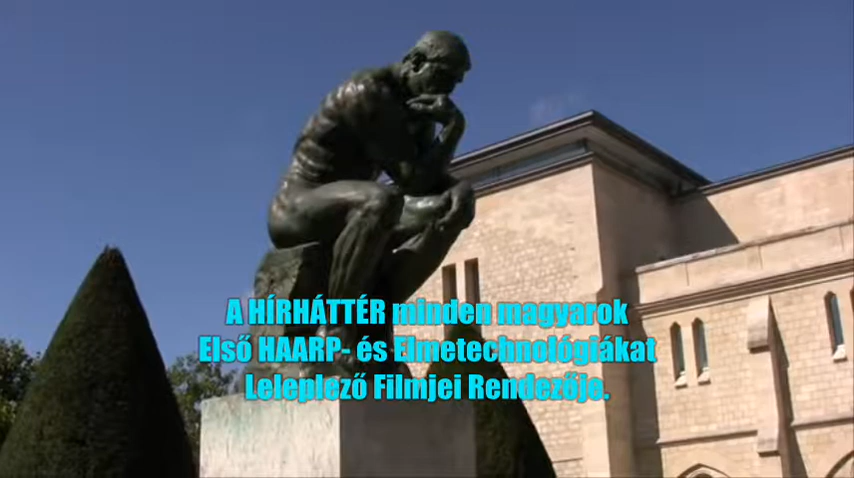 A HÍRHÁTTÉR minden magyarok
Első HAARP- és Elmetechnológiákat
Leleplező Filmjei Rendezője.